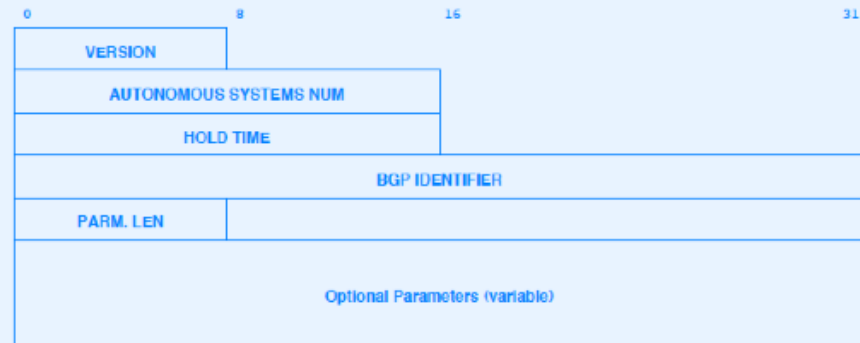 0 8 16 31
VERSION
AUTONOMOUS SYSTEMS NUM
HOLD TIME
BGP IDENTIFIER
PARM. LEN
Optional Parameters (variable)